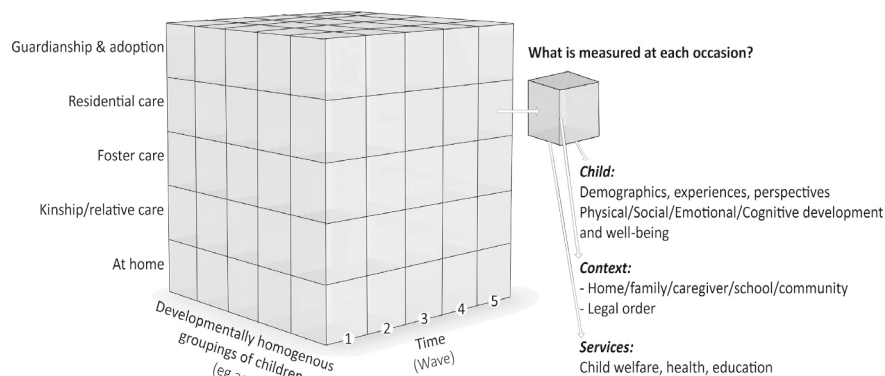 Guardianship & adoption
Residential care
Foster care
Kinship/relative care
At home
Developmentally homogenous
groupings of children
1 2 3 4 5
Time
(Wave)
What is measured at each occasion?
Child:
Demographics, experiences, perspectives
Physical/Social/Emotional/Cognitive development
and well-being
Context:
- Home/family/caregiver/school/community
- Legal order
Services:
Child welfare, health, education